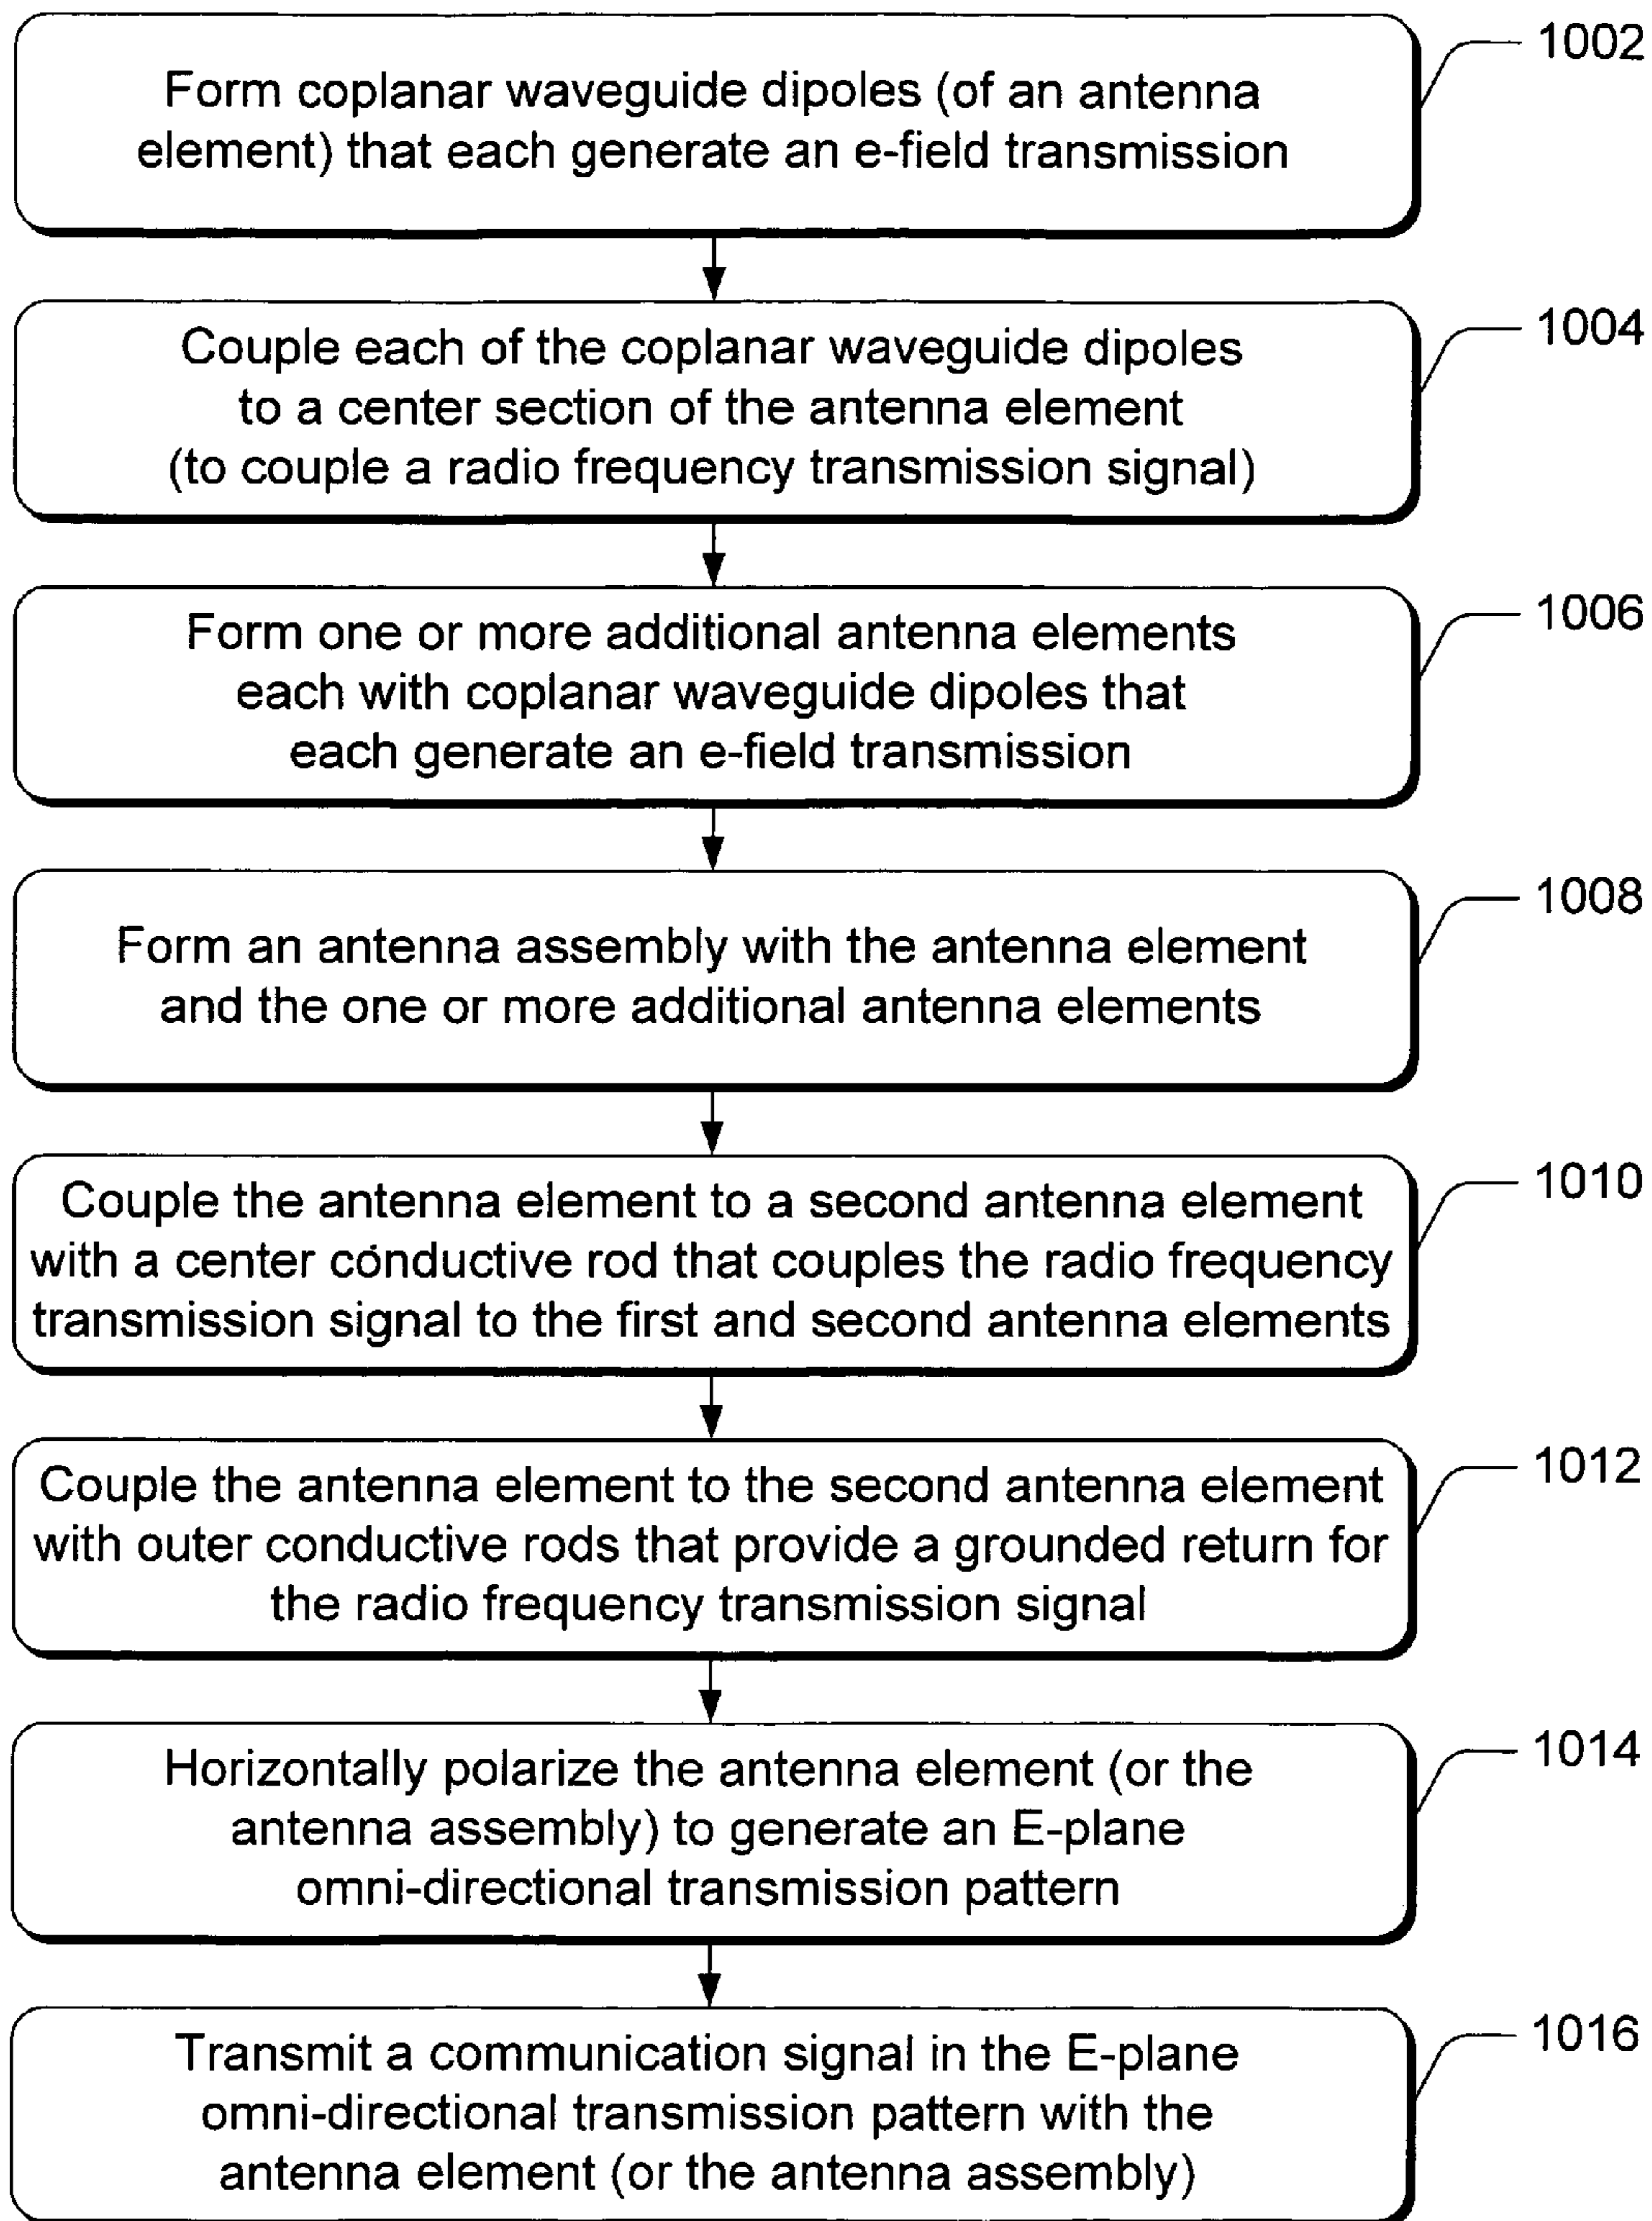 Form coplanar waveguide dipoles (of an antenna
element) that each generate an e-field transmission
1002
Couple each of the coplanar waveguide dipoles
to a center section of the antenna element
(to couple a radio frequency transmission signal)
1004
Form one or more additional antenna elements
each with coplanar waveguide dipoles that
each generate an e-field transmission
1006
Form an antenna assembly with the antenna element
and the one or more additional antenna elements
1008
Couple the antenna element to a second antenna element
with a center conductive rod that couples the radio frequency
transmission signal to the first and second antenna elements
1010
Couple the antenna element to the second antenna element
with outer conductive rods that provide a grounded return for
the radio frequency transmission signal
1012
Horizontally polarize the antenna element (or the
antenna assembly) to generate an E-plane
omni-directional transmission pattern
1014
Transmit a communication signal in the E-plane
omni-directional transmission pattern with the
antenna element (or the antenna assembly)
1016